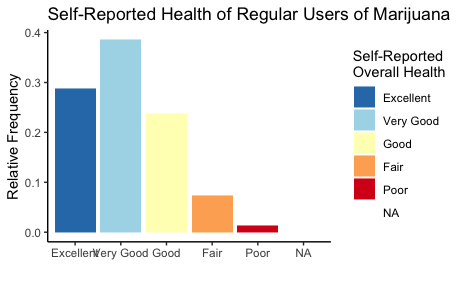 Self-Reported Health of Regular Users of Marijuana
0.4
0.3
0.2
0.1
0.0
Relative Frequency
Excellent Very Good Good Fair Poor NA
Self-Reported
Overall Health
Excellent
Very Good
Good
Fair
Poor
NA